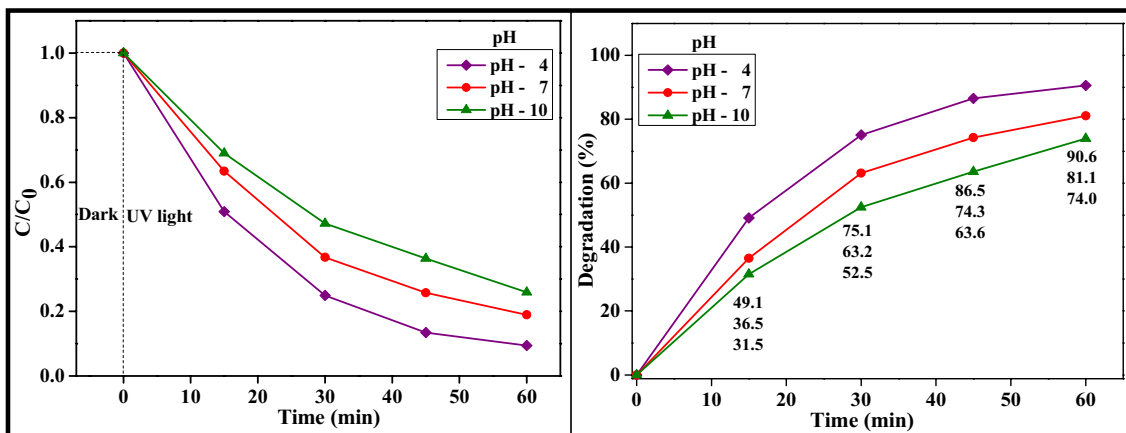 pH
pH - 4
pH - 7
pH - 10
1.0
0.8
0.6
0.4
0.2
0.0
C/C0
Dark
UV light
0 10 20 30 40 50 60
Time (min)
pH
pH - 4
pH - 7
pH - 10
100
80
60
40
20
0
Degradation (%)
49.1
36.5
31.5
75.1
63.2
52.5
86.5
74.3
63.6
90.6
81.1
74.0
0 10 20 30 40 50 60
Time (min)